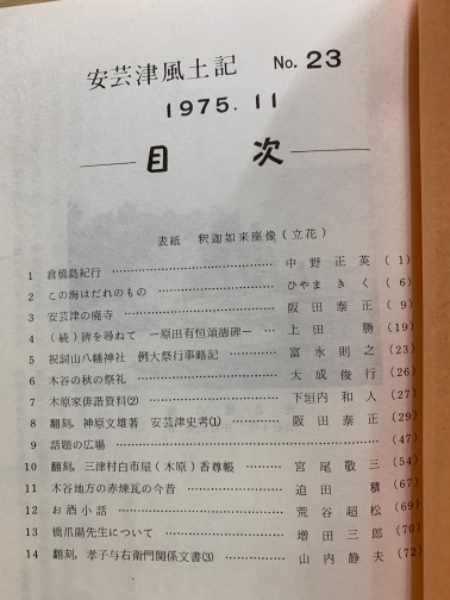 安芸津風土記 No. 23
1975. 11
目次
表紙 釈迦如来座像(立花)
1 倉橋島紀行 中野正英(1)
2 この海はだれのもの ひやまきく(6)
3 安芸津の廃寺 阪田泰正(9)
4 (続)碑を尋ねて －原田有恒頌徳碑－ 上田勝(19)
5 祝詞山八幡神社 例大祭行事略記 富永則之(23)
6 木谷の秋の祭礼 大成俊行(26)
7 木原家俳諧資料(2) 下垣内和人(27)
8 翻刻, 神原文雄著 安芸津史考(1) 阪田泰正(29)
9 話題の広場 (47)
10 翻刻, 三津村白市屋(木原)香尊帳 宮尾敬三(54)
11 木谷地方の赤煉瓦の今昔 迫田積(67)
12 お酒小話 荒谷超松(69)
13 橋爪陽先生について 増田三郎(70)
14 翻刻, 孝子与右衛門関係文書(3) 山内静夫(72)